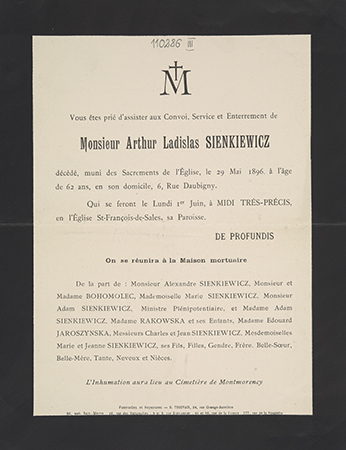 110286 III
M
Vous êtes prié d'assister aux Convoi, Service et Enterrement de
Monsieur Arthur Ladislas SIENKIEWICZ
décédé, muni des Sacrements de l'Église, le 29 Mai 1896, à l'âge
de 62 ans, en son domicile, 6, Rue Daubigny.
Qui se feront le Lundi 1er Juin, à MIDI TRÈS-PRÉCIS,
en l'Église St-François-de-Sales, sa Paroisse.
DE PROFUNDIS
On se réunira à la Maison mortuaire
De la part de : Monsieur Alexandre SIENKIEWICZ, Monsieur et
Madame BOHOMOLEC, Mademoiselle Marie SIENKIEWICZ, Monsieur
Adam SIENKIEWICZ, Ministre Plénipotentiaire, et Madame Adam
SIENKIEWICZ, Madame RAKOWSKA et ses Enfants, Madame Edouard
JAROSZYNSKA, Messieurs Charles et Jean SIENKIEWICZ, Mesdemoiselles
Marie et Jeanne SIENKIEWICZ, ses Fils, Filles, Gendre, Frère, Belle-Sœur,
Belle-Mère, Tante, Neveux et Nièces.
L'Inhumation aura lieu au Cimetière de Montmorency